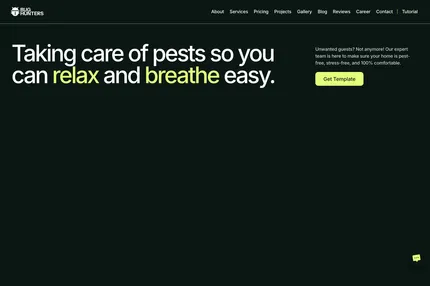 BUG
HUNTERS
About Services Pricing Projects Gallery Blog Reviews Career Contact | Tutorial
Taking care of pests so you
can relax and breathe easy.
Unwanted guests? Not anymore! Our expert
team is here to make sure your home is pest-
free, stress-free, and 100% comfortable.
Get Template